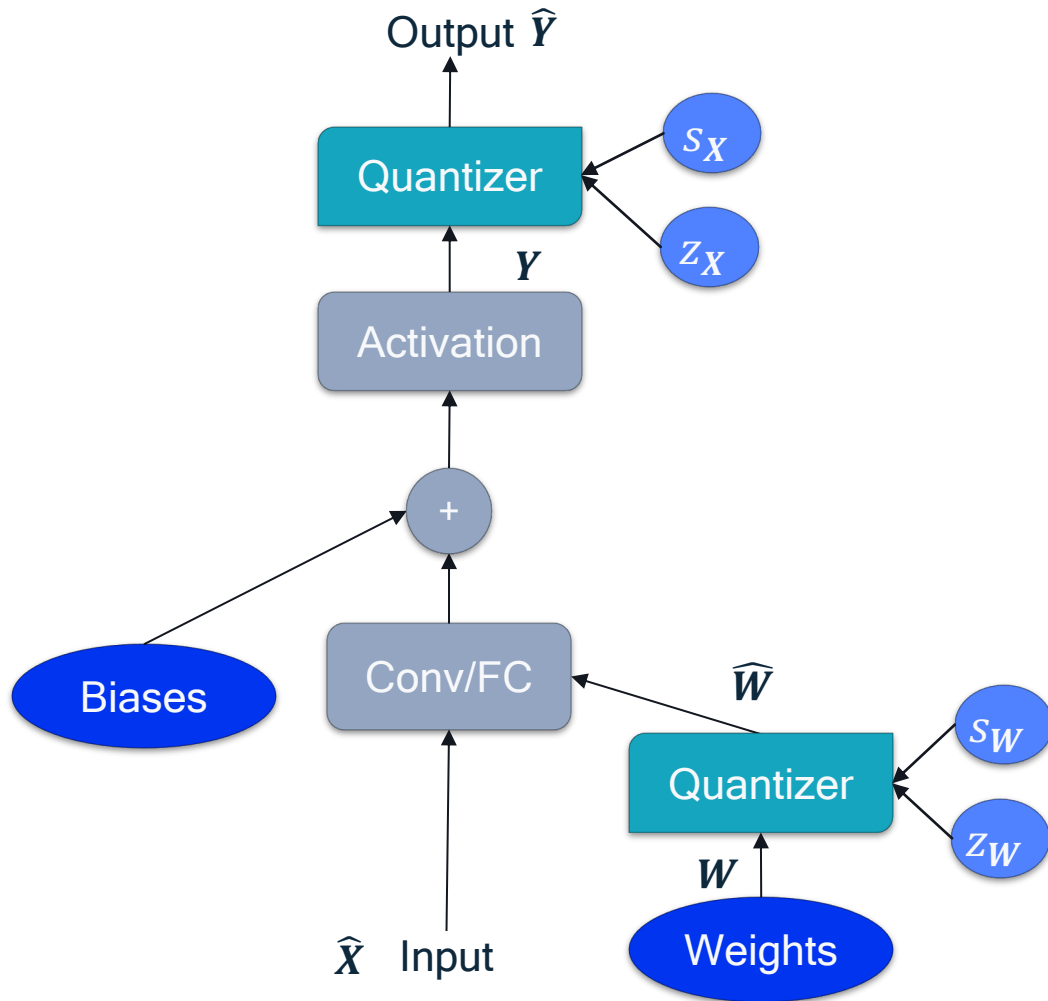 Output Ŷ
Quantizer
s_X
z_X
Y
Activation
+
Biases
Conv/FC
Ŵ
Quantizer
s_W
z_W
W
X̂ Input
Weights